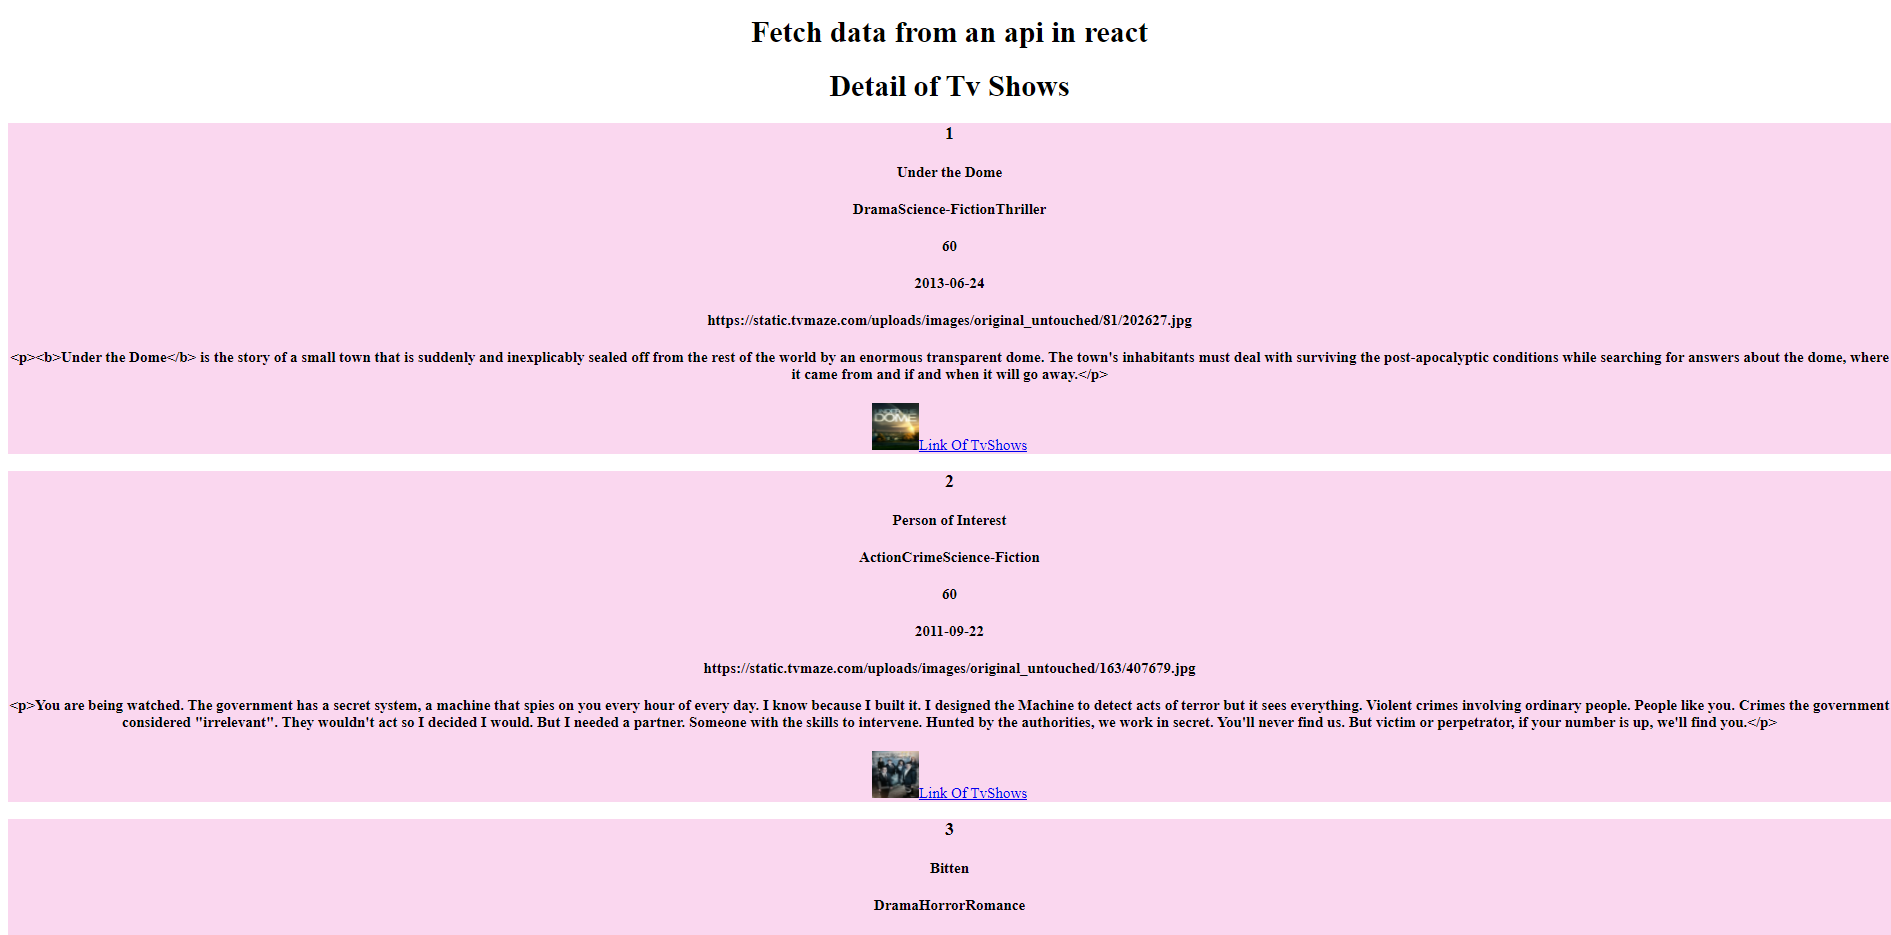 Fetch data from an api in react
Detail of Tv Shows
1
Under the Dome
DramaScience-FictionThriller
60
2013-06-24
https://static.tvmaze.com/uploads/images/original_untouched/81/202627.jpg
<p><b>Under the Dome</b> is the story of a small town that is suddenly and inexplicably sealed off from the rest of the world by an enormous transparent dome. The town's inhabitants must deal with surviving the post-apocalyptic conditions while searching for answers about the dome, where
it came from and if and when it will go away.</p>
DOME
Link Of TvShows
2
Person of Interest
ActionCrimeScience-Fiction
60
2011-09-22
https://static.tvmaze.com/uploads/images/original_untouched/163/407679.jpg
<p>You are being watched. The government has a secret system, a machine that spies on you every hour of every day. I know because I built it. I designed the Machine to detect acts of terror but it sees everything. Violent crimes involving ordinary people. People like you. Crimes the government
considered "irrelevant". They wouldn't act so I decided I would. But I needed a partner. Someone with the skills to intervene. Hunted by the authorities, we work in secret. You'll never find us. But victim or perpetrator, if your number is up, we'll find you.</p>
Link Of TvShows
3
Bitten
DramaHorrorRomance